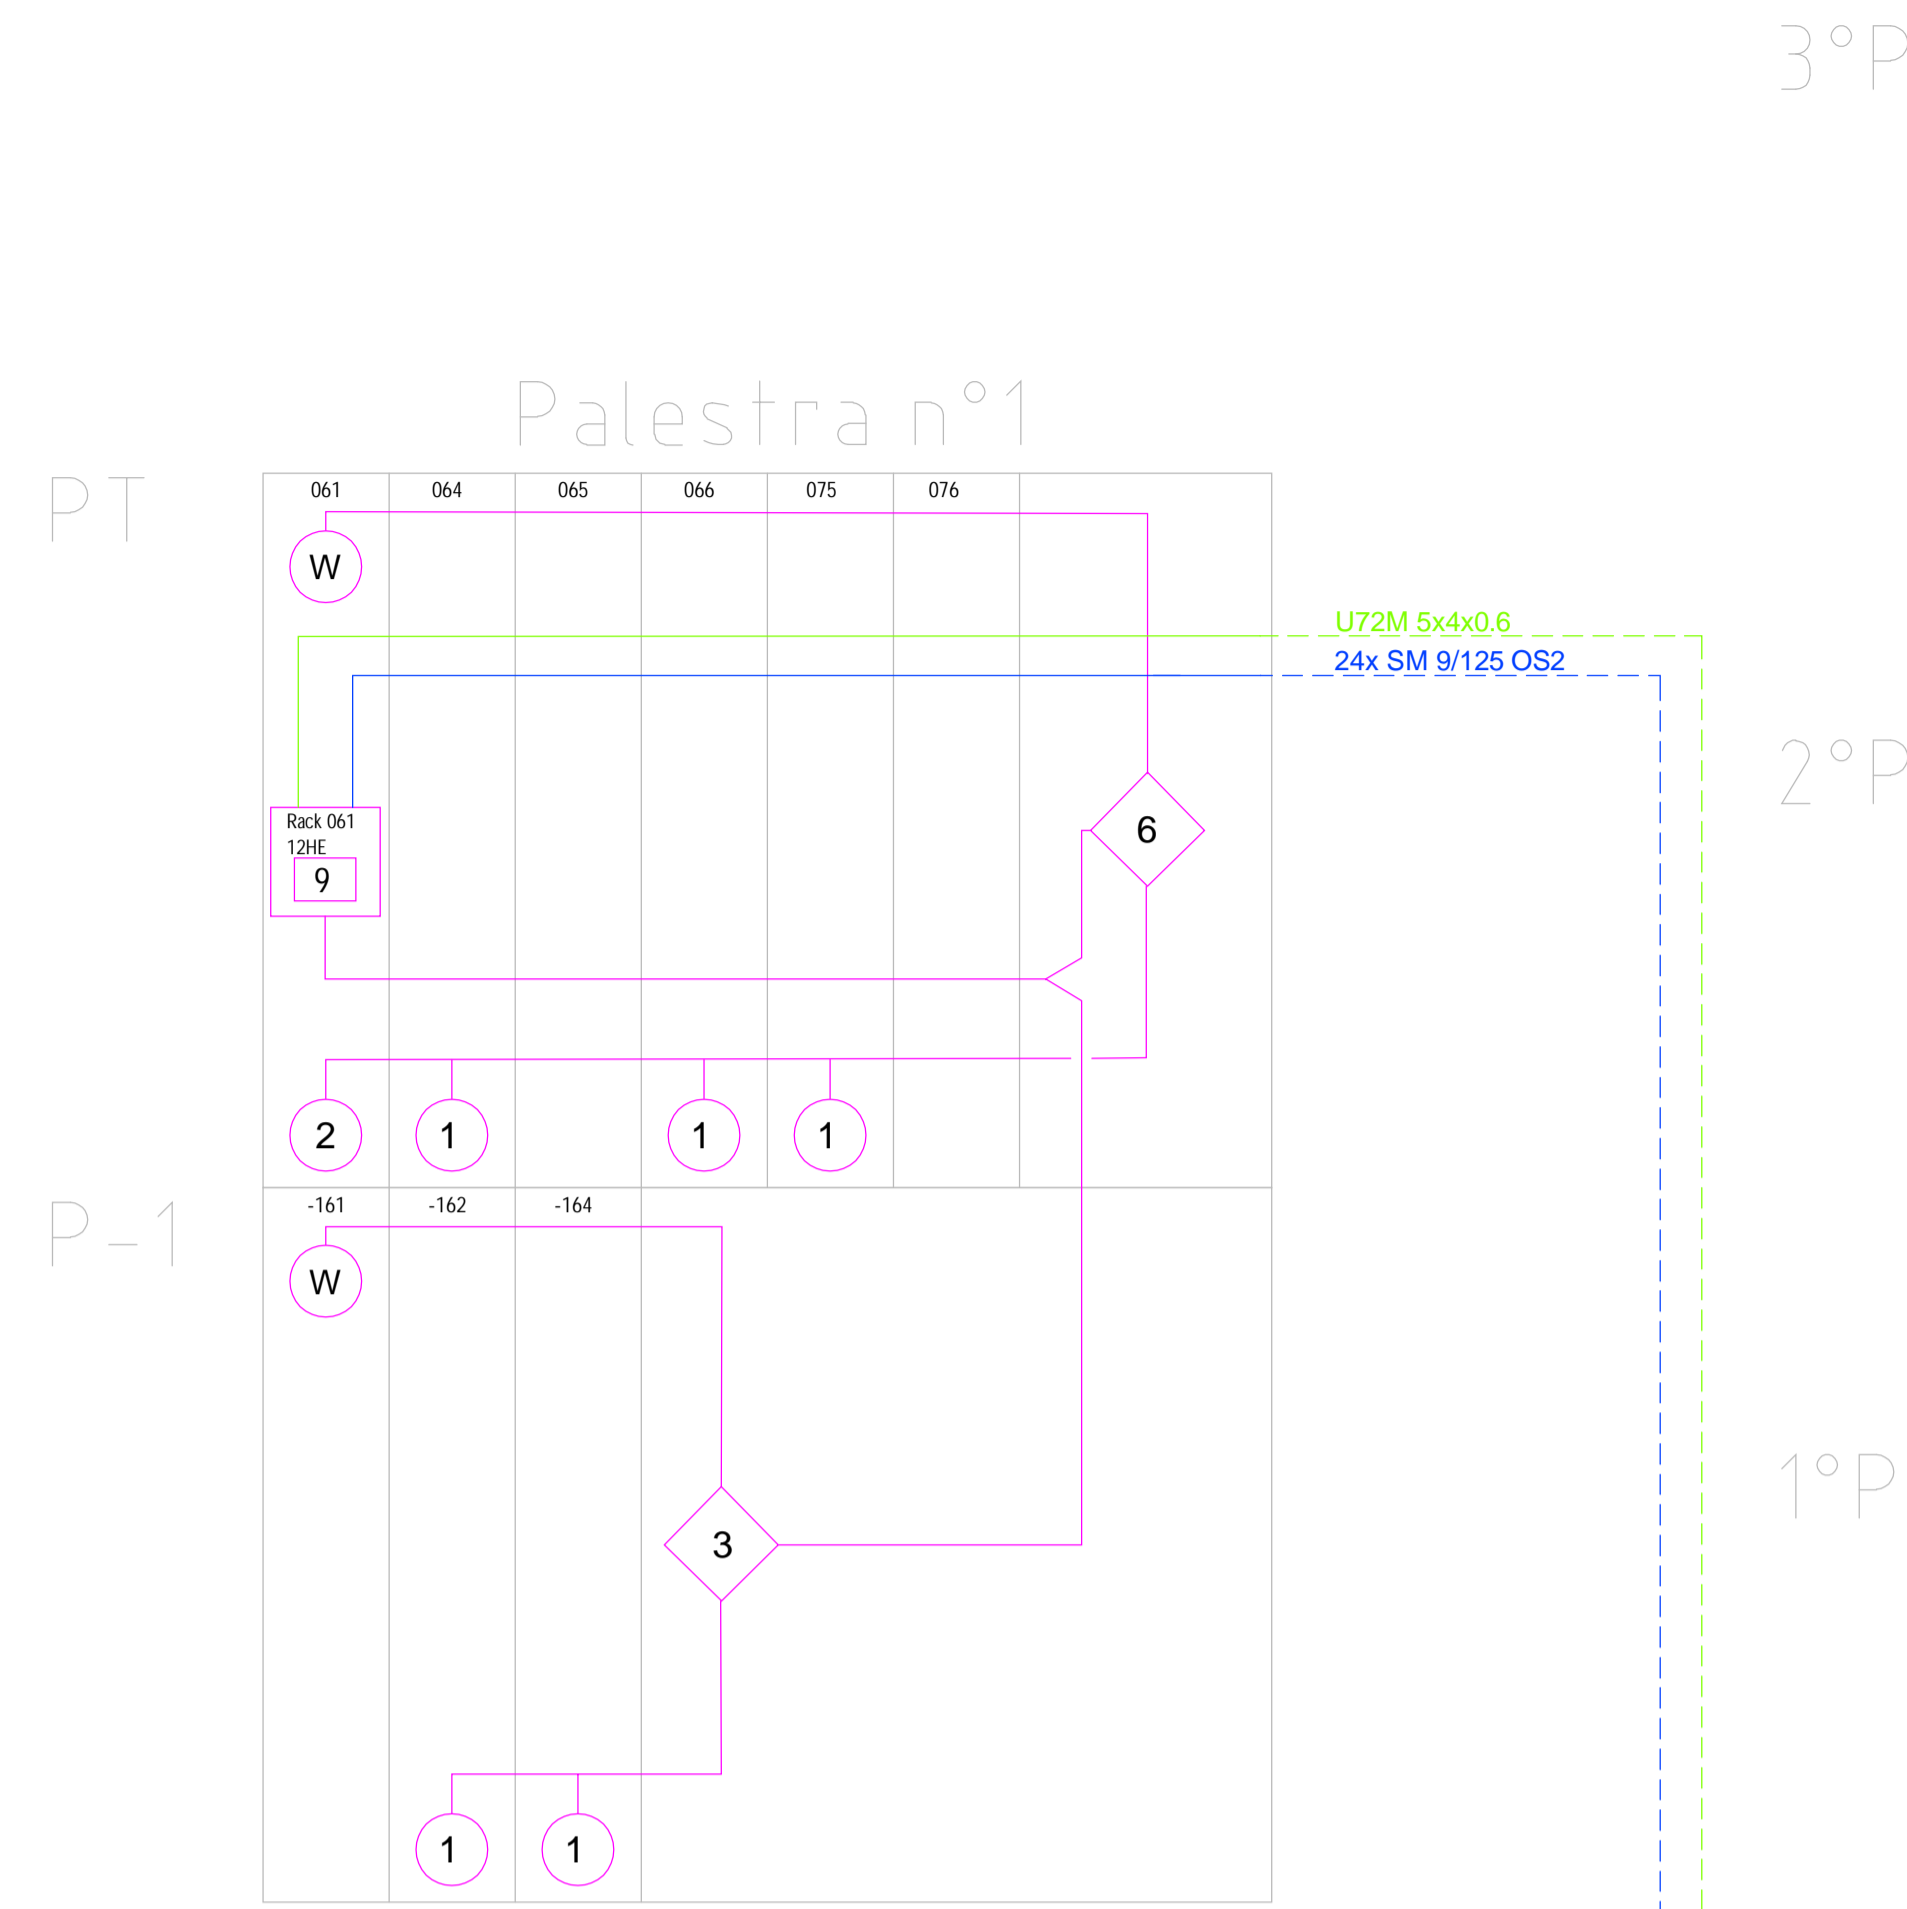 3°P
Palestra n°1
PT
061 064 065 066 075 076
W
U72M 5x4x0.6
24x SM 9/125 OS2
2°P
Rack 061
12HE
9
6
2 1 1 1
P-1
-161 -162 -164
W
1°P
3
1 1